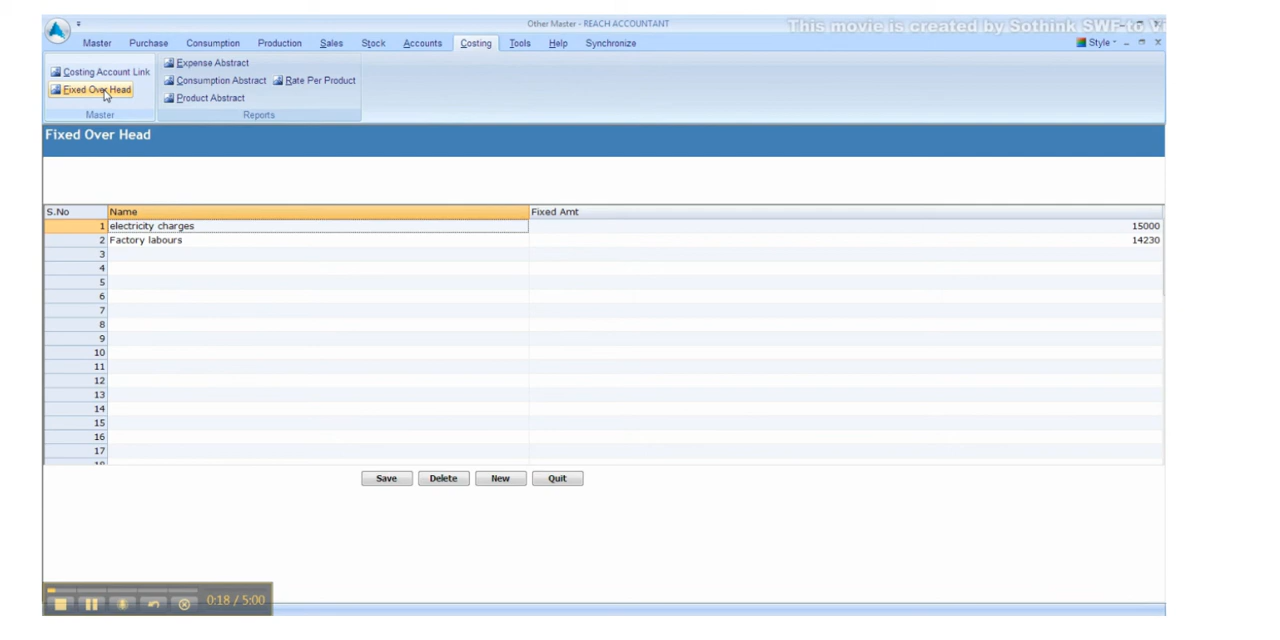 Other Master - REACH ACCOUNTANT
This movie is created by Sothink SWF to Vi
Master Purchase Consumption Production Sales Stock Accounts Costing Tools Help Synchronize
Style
Costing Account Link
Fixed Over Head
Master
Expense Abstract
Consumption Abstract Rate Per Product
Product Abstract
Reports
Fixed Over Head
S.No Name Fixed Amt
1 electricity charges 15000
2 Factory labours 14230
3
4
5
6
7
8
9
10
11
12
13
14
15
16
17
18
Save Delete New Quit
0:18 / 5:00